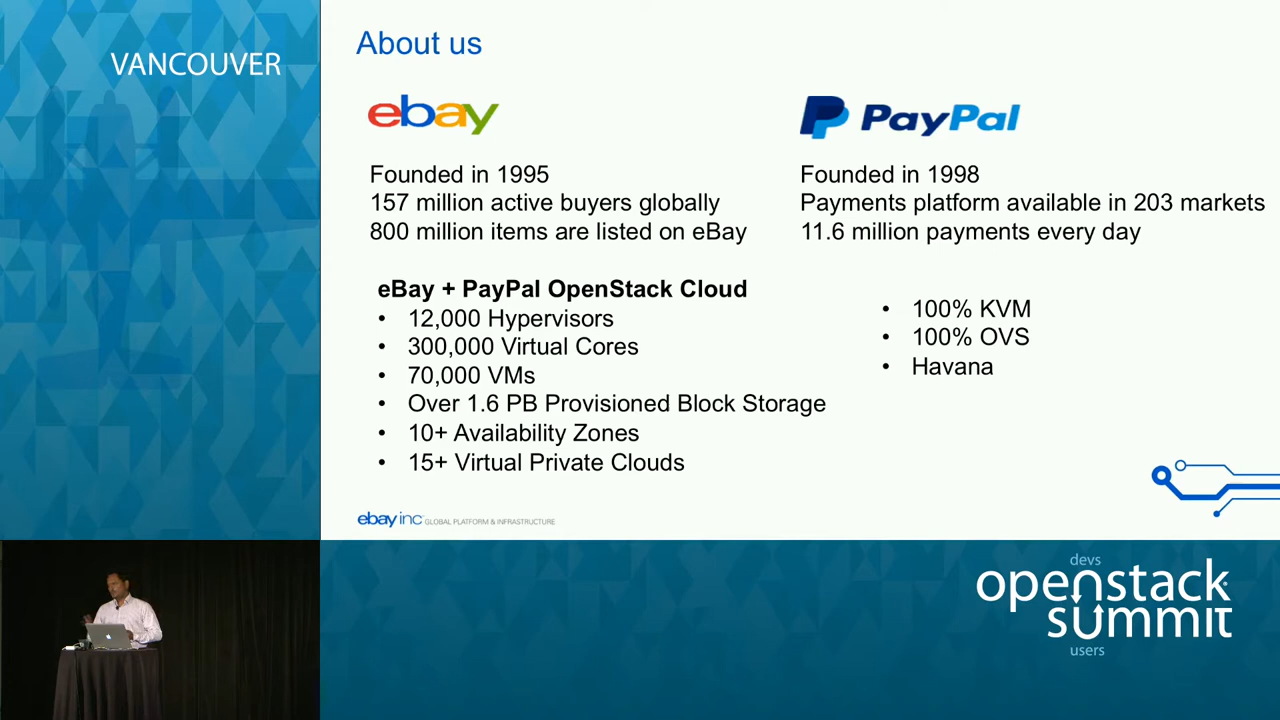 VANCOUVER
About us
ebay
PayPal
Founded in 1995
157 million active buyers globally
800 million items are listed on eBay
Founded in 1998
Payments platform available in 203 markets
11.6 million payments every day
eBay + PayPal OpenStack Cloud
• 12,000 Hypervisors
• 300,000 Virtual Cores
• 70,000 VMs
• Over 1.6 PB Provisioned Block Storage
• 10+ Availability Zones
• 15+ Virtual Private Clouds
• 100% KVM
• 100% OVS
• Havana
ebay inc GLOBAL PLATFORM & INFRASTRUCTURE
devs
openstack
summit
users